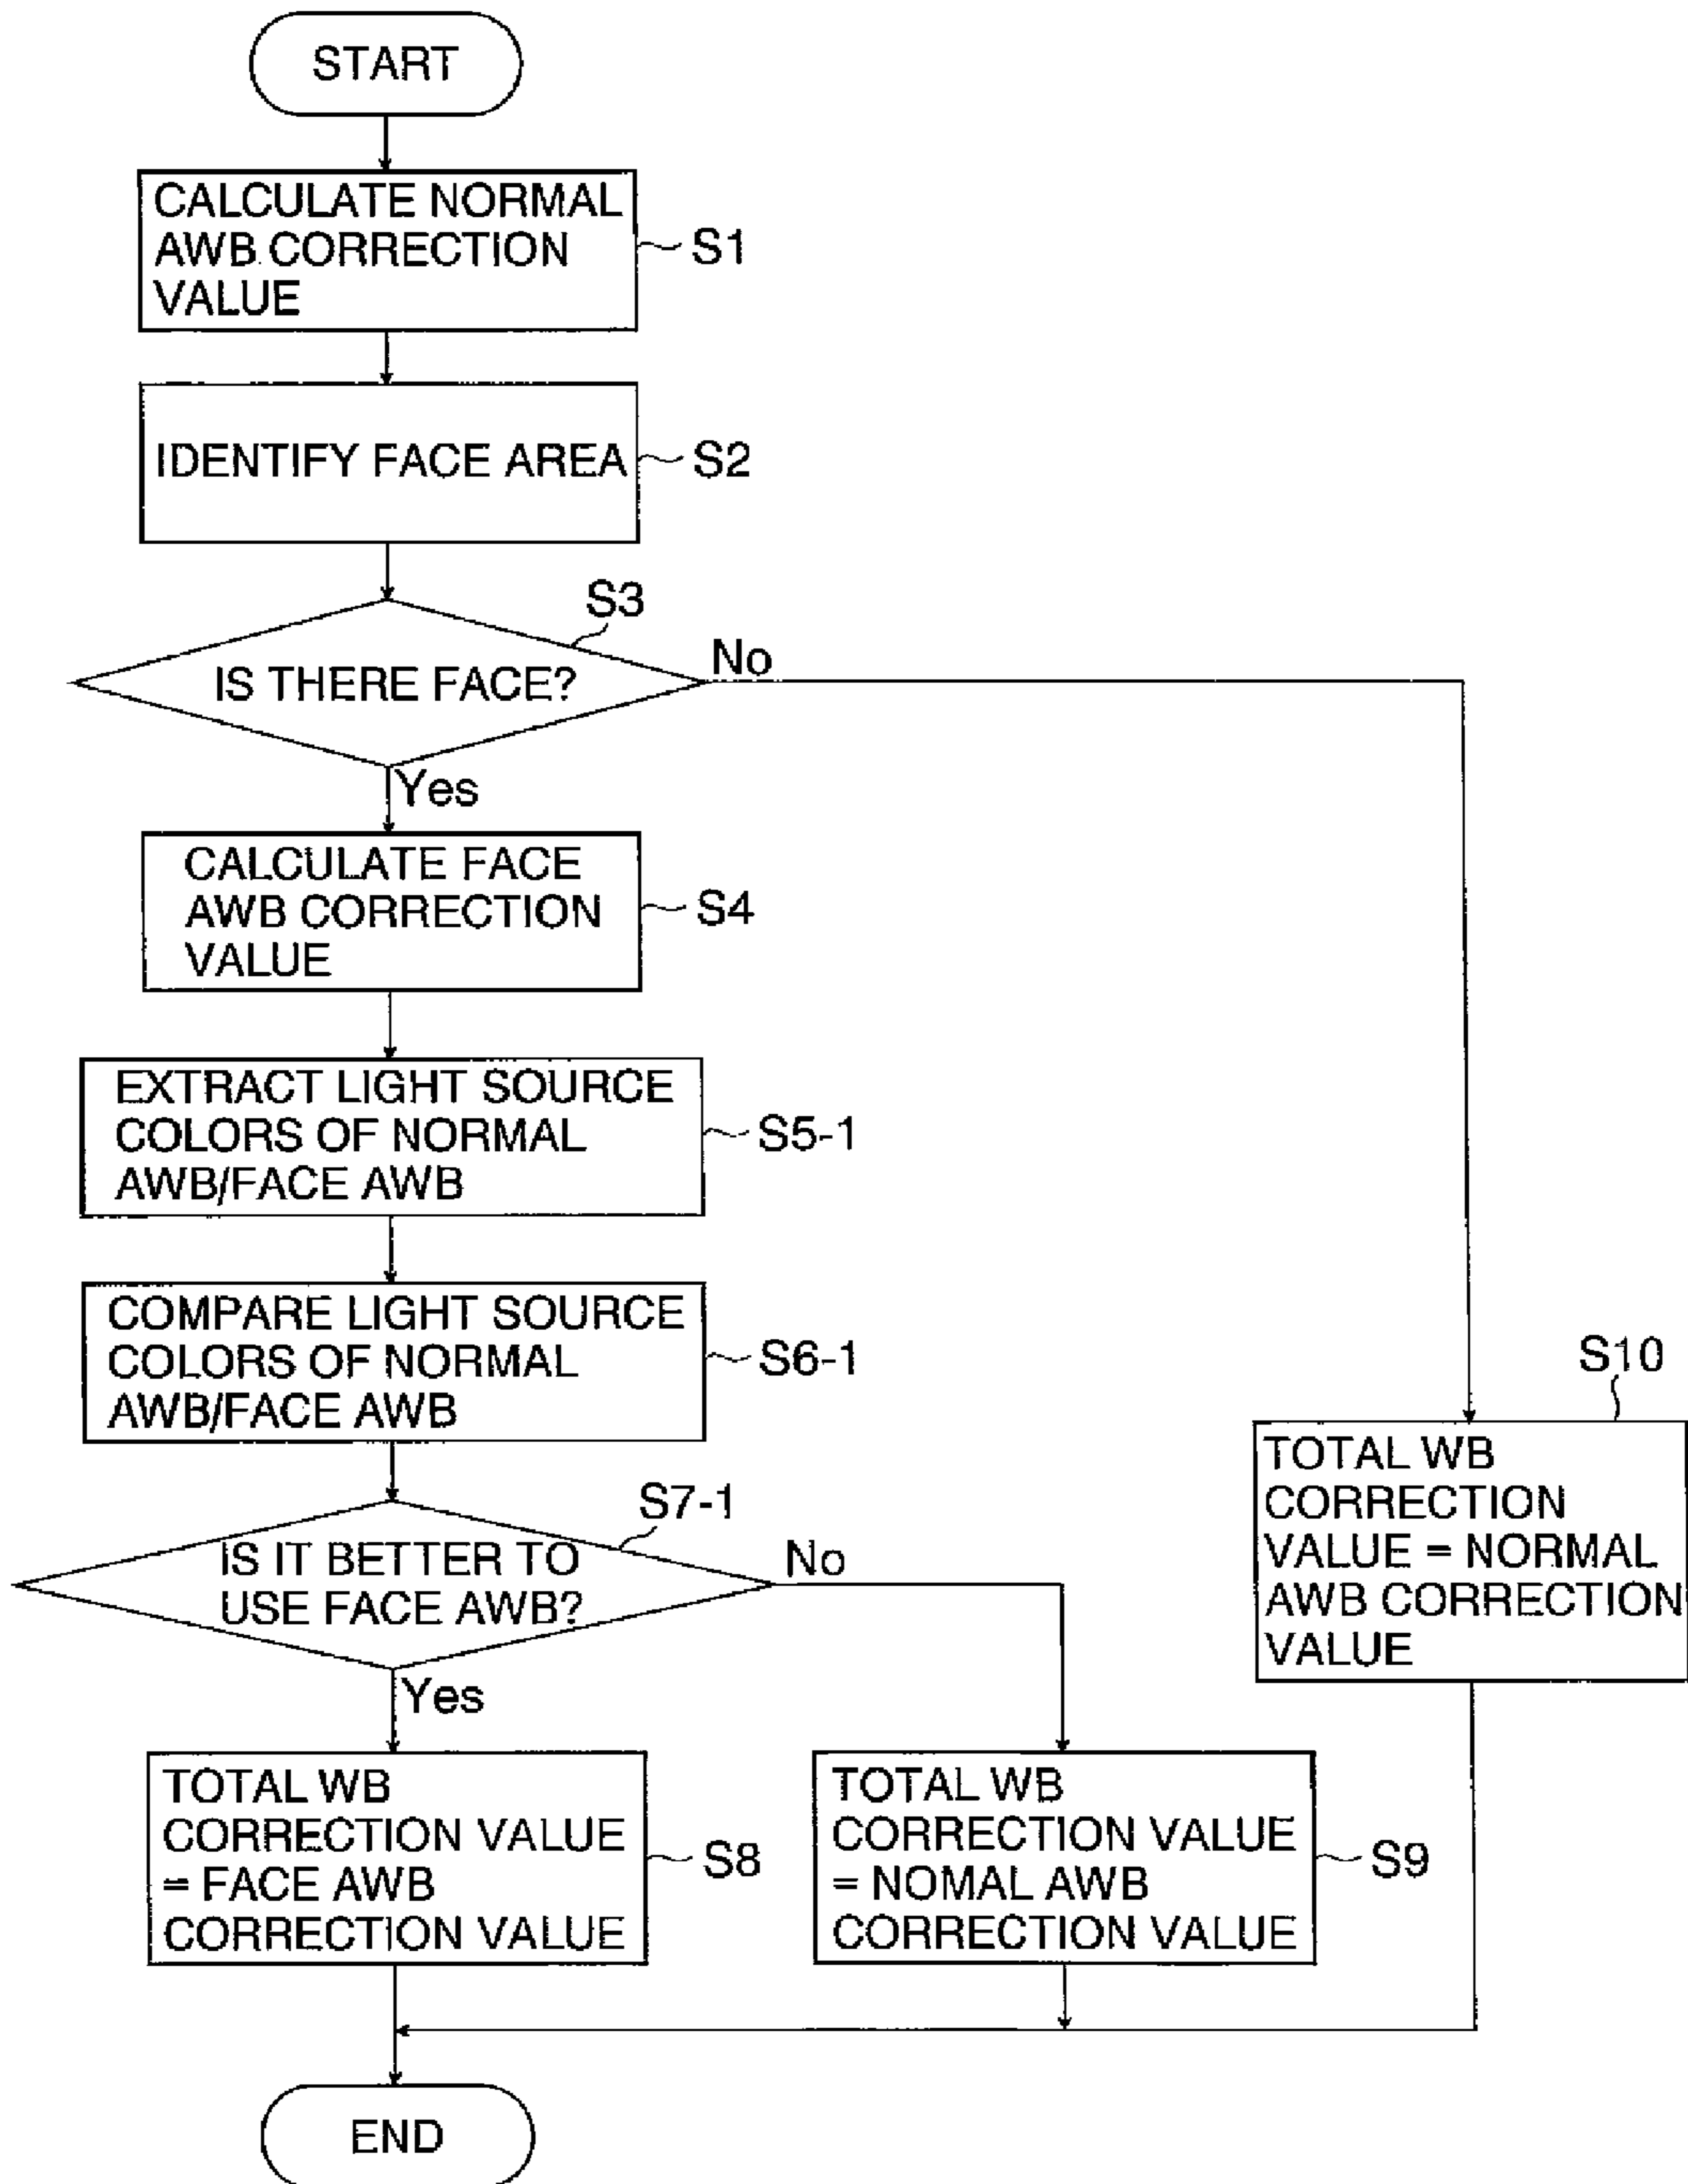 START
CALCULATE NORMAL
AWB CORRECTION
VALUE
S1
IDENTIFY FACE AREA
S2
S3
IS THERE FACE?
No
Yes
CALCULATE FACE
AWB CORRECTION
VALUE
S4
EXTRACT LIGHT SOURCE
COLORS OF NORMAL
AWB/FACE AWB
S5-1
COMPARE LIGHT SOURCE
COLORS OF NORMAL
AWB/FACE AWB
S6-1
S7-1
IS IT BETTER TO
USE FACE AWB?
No
Yes
S10
TOTAL WB
CORRECTION
VALUE = NORMAL
AWB CORRECTION
VALUE
TOTAL WB
CORRECTION VALUE
= FACE AWB
CORRECTION VALUE
S8
TOTAL WB
CORRECTION VALUE
= NOMAL AWB
CORRECTION VALUE
S9
END